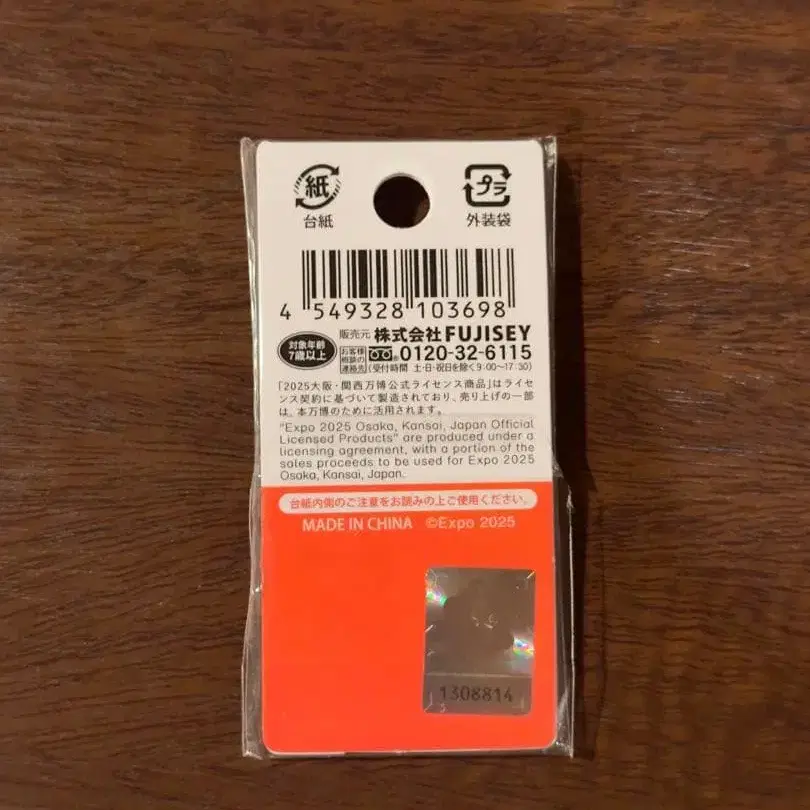 紙
プラ
台紙
外装袋
4 549328 103698
販売元 株式会社FUJISEY
対象年齢
7歳以上
お客様
相談の
連絡先
0120-32-6115
(受付時間 土・日・祝日を除く9:00〜17:30)
「2025大阪・関西万博公式ライセンス商品」はライセ
ンス契約に基づいて製造されており、売り上げの一部
は、本万博のために活用されます。
"Expo 2025 Osaka, Kansai, Japan Official
Licensed Products" are produced under a
licensing agreement, with a portion of the
sales proceeds to be used for Expo 2025
Osaka, Kansai, Japan.
台紙内側のご注意をお読みの上ご使用ください。
MADE IN CHINA ©Expo 2025
1308814